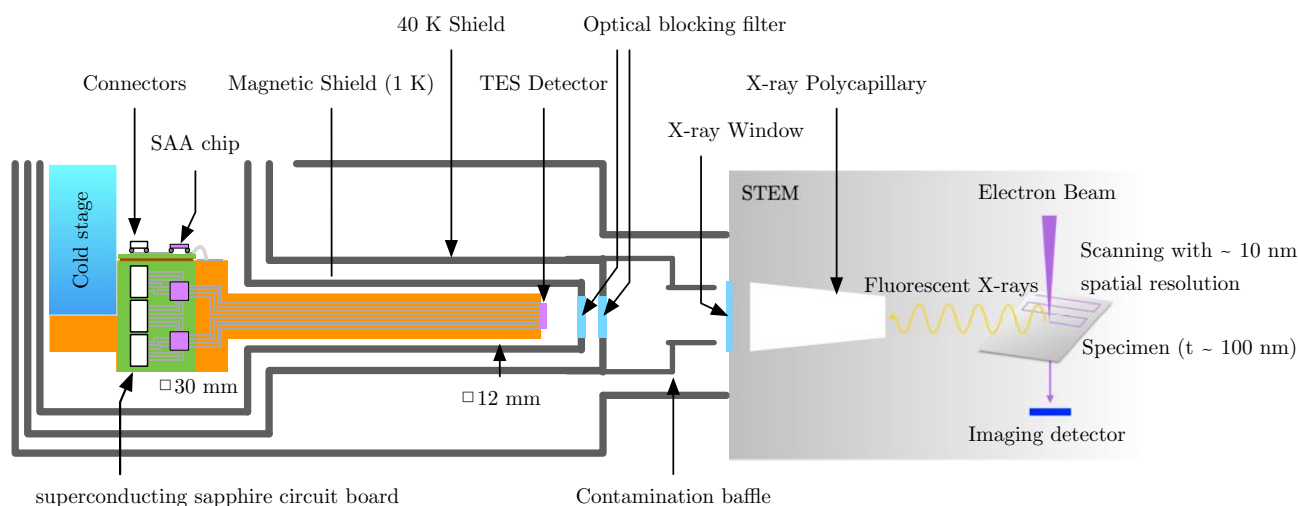 40 K Shield
Optical blocking filter
Connectors
Magnetic Shield (1 K)
TES Detector
X-ray Polycapillary
SAA chip
X-ray Window
STEM
Electron Beam
Cold stage
Scanning with ~ 10 nm
spatial resolution
Fluorescent X-rays
Specimen (t ~ 100 nm)
□30 mm
□12 mm
Imaging detector
superconducting sapphire circuit board
Contamination baffle